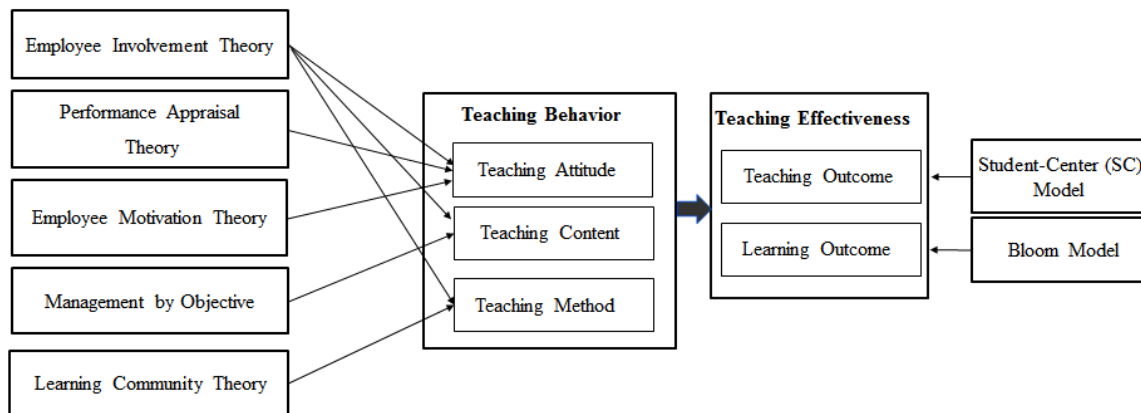 Employee Involvement Theory
Performance Appraisal
Theory
Employee Motivation Theory
Management by Objective
Learning Community Theory
Teaching Behavior
Teaching Attitude
Teaching Content
Teaching Method
Teaching Effectiveness
Teaching Outcome
Learning Outcome
Student-Center (SC)
Model
Bloom Model